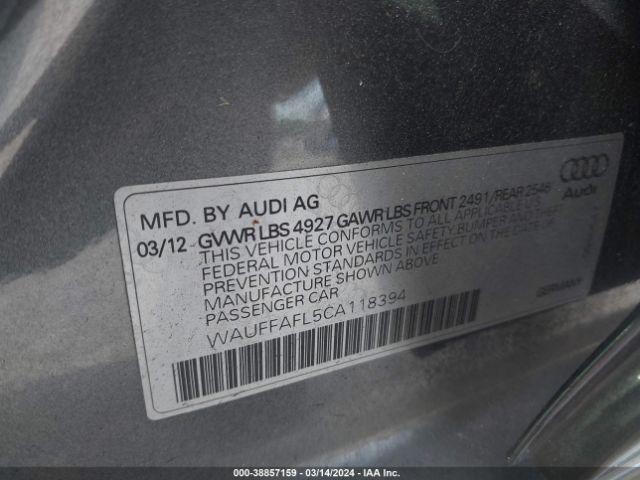 MFD. BY AUDI AG
03/12 GVWR LBS 4927 GAWR LBS FRONT 2491/REAR 2546
THIS VEHICLE CONFORMS TO ALL APPLICABLE U.S.
FEDERAL MOTOR VEHICLE SAFETY, BUMPER AND THEFT
PREVENTION STANDARDS IN EFFECT ON THE DATE OF
MANUFACTURE SHOWN ABOVE.
PASSENGER CAR
WAUFFAFL5CA118394
Audi
GERMANY
000-38857159 // 03/14/2024 // IAA Inc.